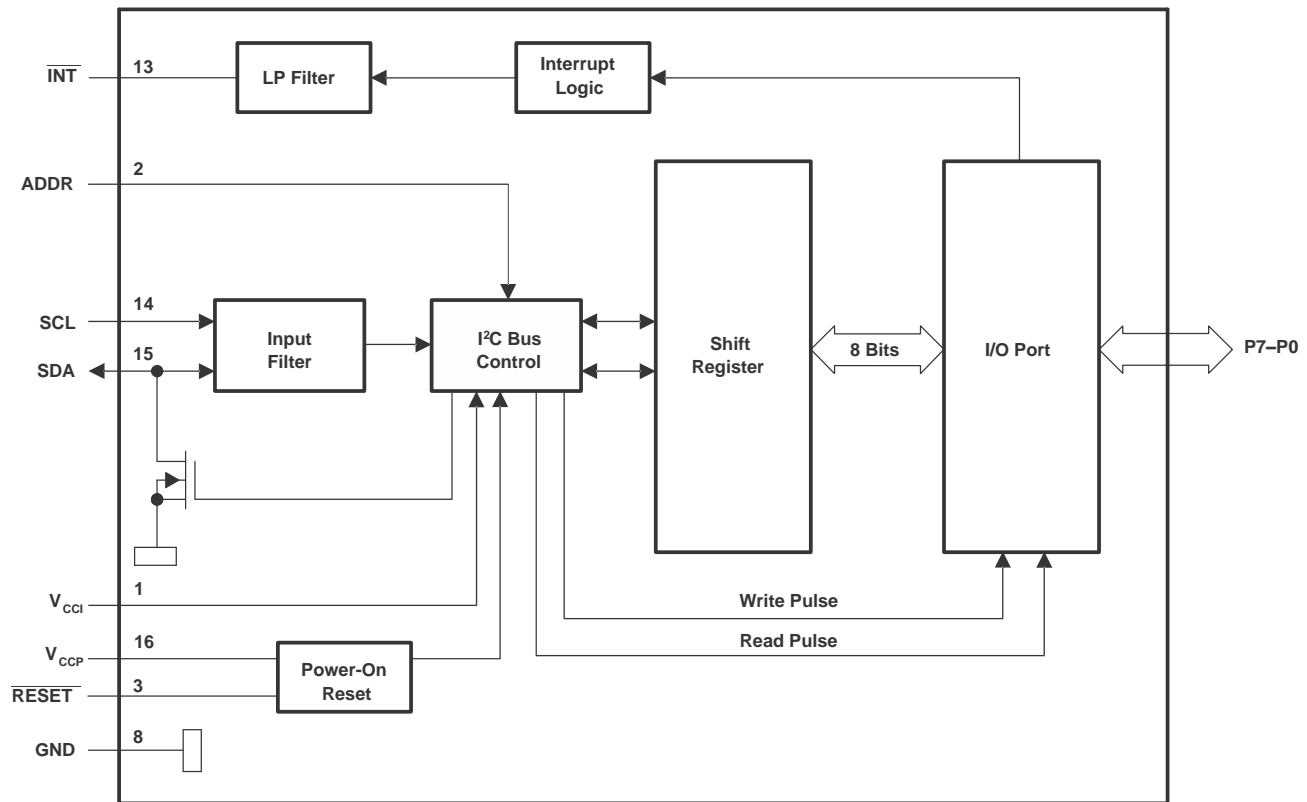 INT
13
LP Filter
Interrupt
Logic
ADDR
2
SCL
14
SDA
15
Input
Filter
I²C Bus
Control
Shift
Register
8 Bits
I/O Port
P7–P0
VCCI
1
VCCP
16
RESET
3
Power-On
Reset
Write Pulse
Read Pulse
GND
8